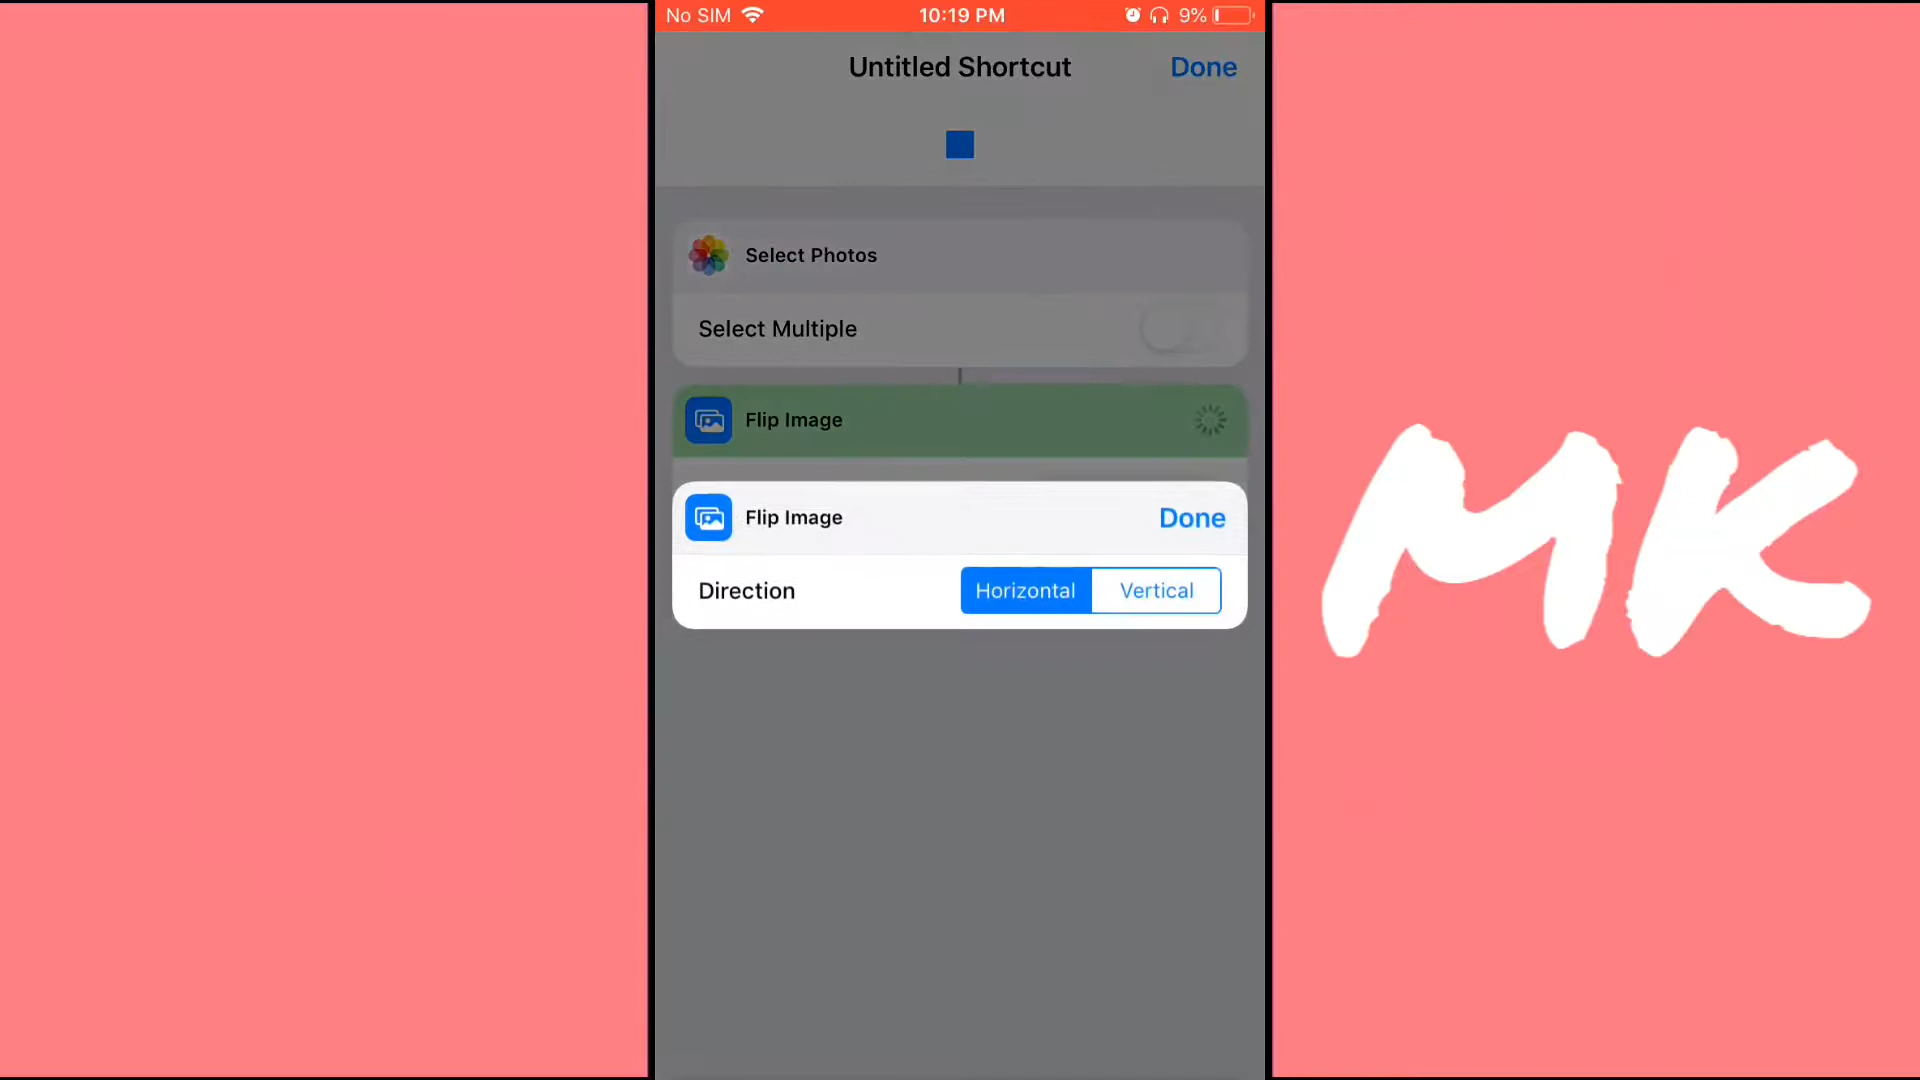 No SIM 10:19 PM 9%
Untitled Shortcut Done
Select Photos
Select Multiple
Flip Image
Flip Image Done
Direction Horizontal Vertical
MK